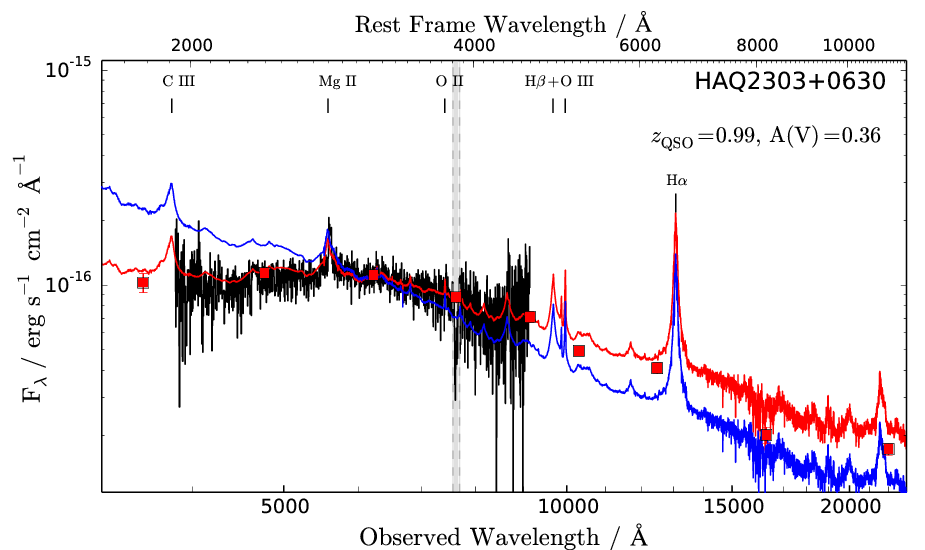 Rest Frame Wavelength / Å
2000 4000 6000 8000 10000
10⁻¹⁵
C III Mg II O II Hβ+O III
HAQ2303+0630
z_QSO=0.99, A(V)=0.36
Hα
10⁻¹⁶
F_λ / erg s⁻¹ cm⁻² Å⁻¹
5000 10000 15000 20000
Observed Wavelength / Å